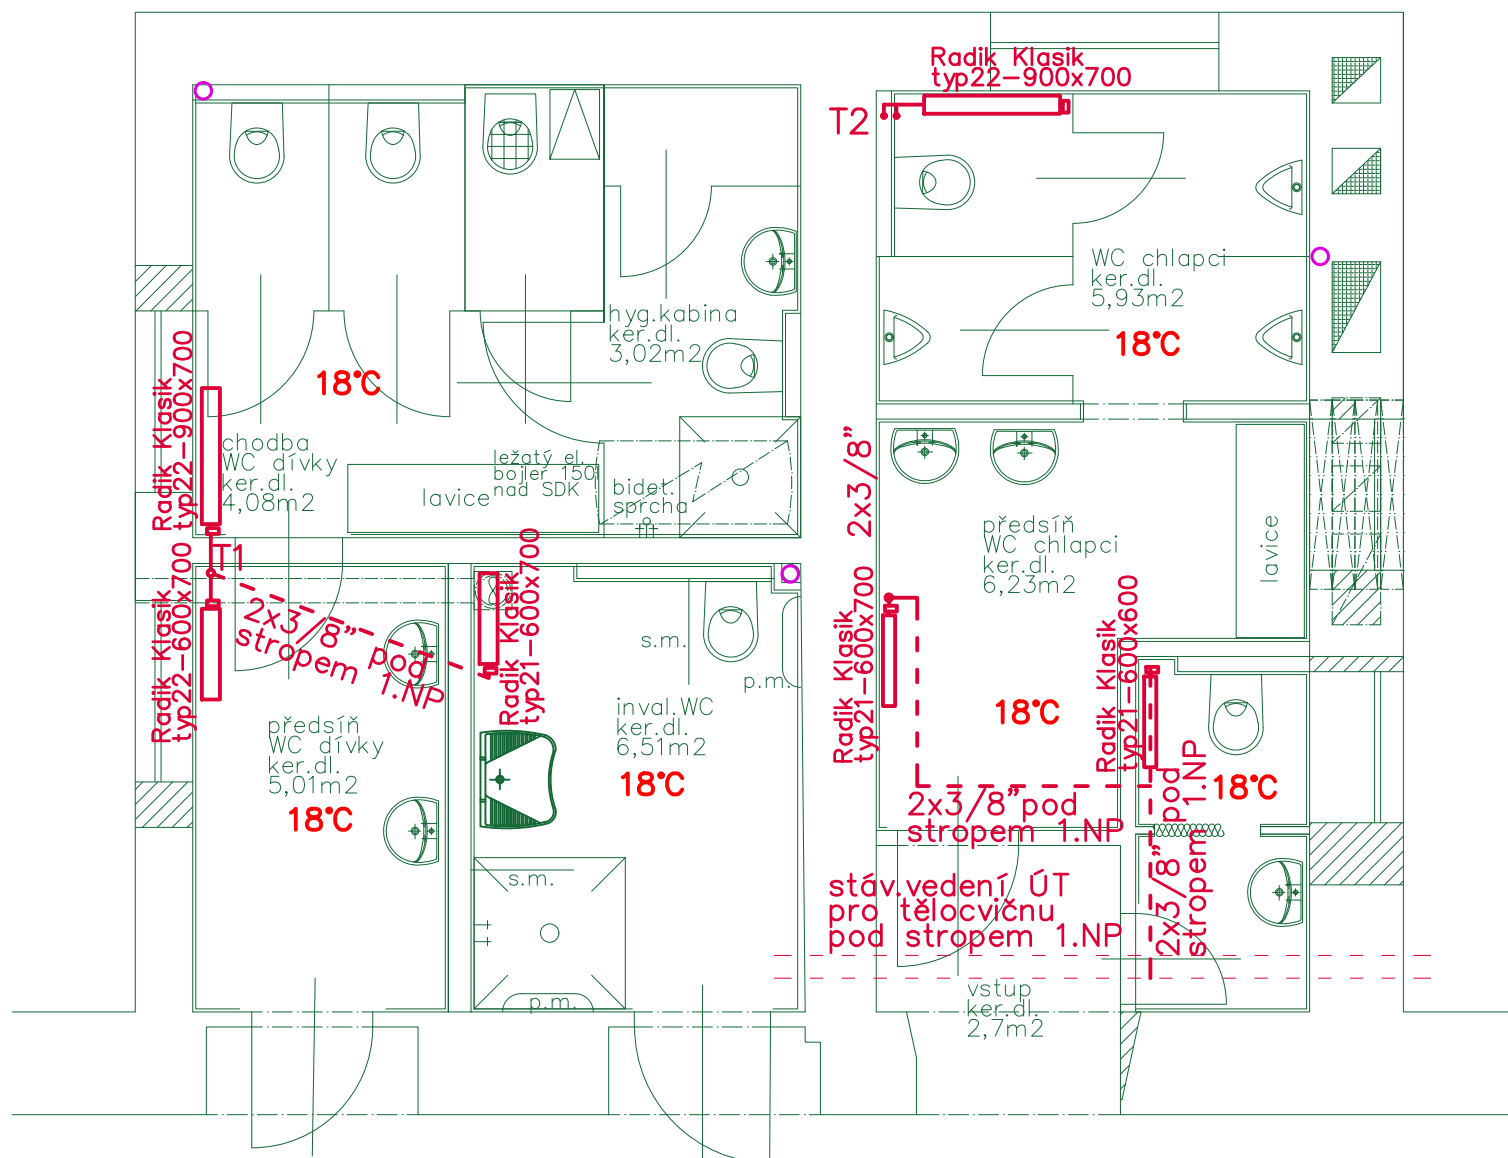 Radik Klasik
typ22-900x700
T2
WC chlapci
ker.dl.
5,93m2
18°C
hyg.kabina
ker.dl.
3,02m2
18°C
Radik Klasik
typ22-900x700
chodba
WC dívky
ker.dl.
4,08m2
lavice
ležatý el.
bojler 150l
nad SDK
bidet.
sprcha
2x3/8"
předsíň
WC chlapci
ker.dl.
6,23m2
lavice
T1
Radik Klasik
typ22-600x700
2x3/8" pod
stropem 1.NP
Radik Klasik
typ21-600x700
s.m.
p.m.
Radik Klasik
typ21-600x700
Radik Klasik
typ21-600x600
předsíň
WC dívky
ker.dl.
5,01m2
18°C
inval.WC
ker.dl.
6,51m2
18°C
18°C
18°C
2x3/8"pod
stropem 1.NP
2x3/8" pod
stropem 1.NP
s.m.
p.m.
stáv.vedení ÚT
pro tělocvičnu
pod stropem 1.NP
vstup
ker.dl.
2,7m2